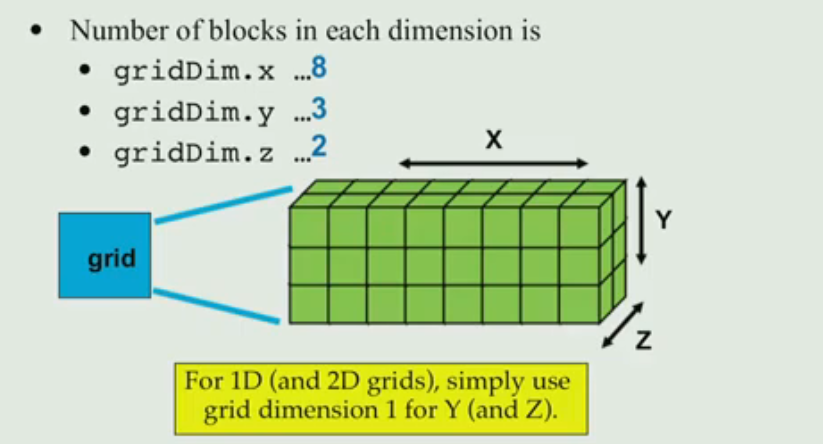 • Number of blocks in each dimension is
• gridDim.x ...8
• gridDim.y ...3
• gridDim.z ...2
X
Y
grid
Z
For 1D (and 2D grids), simply use
grid dimension 1 for Y (and Z).